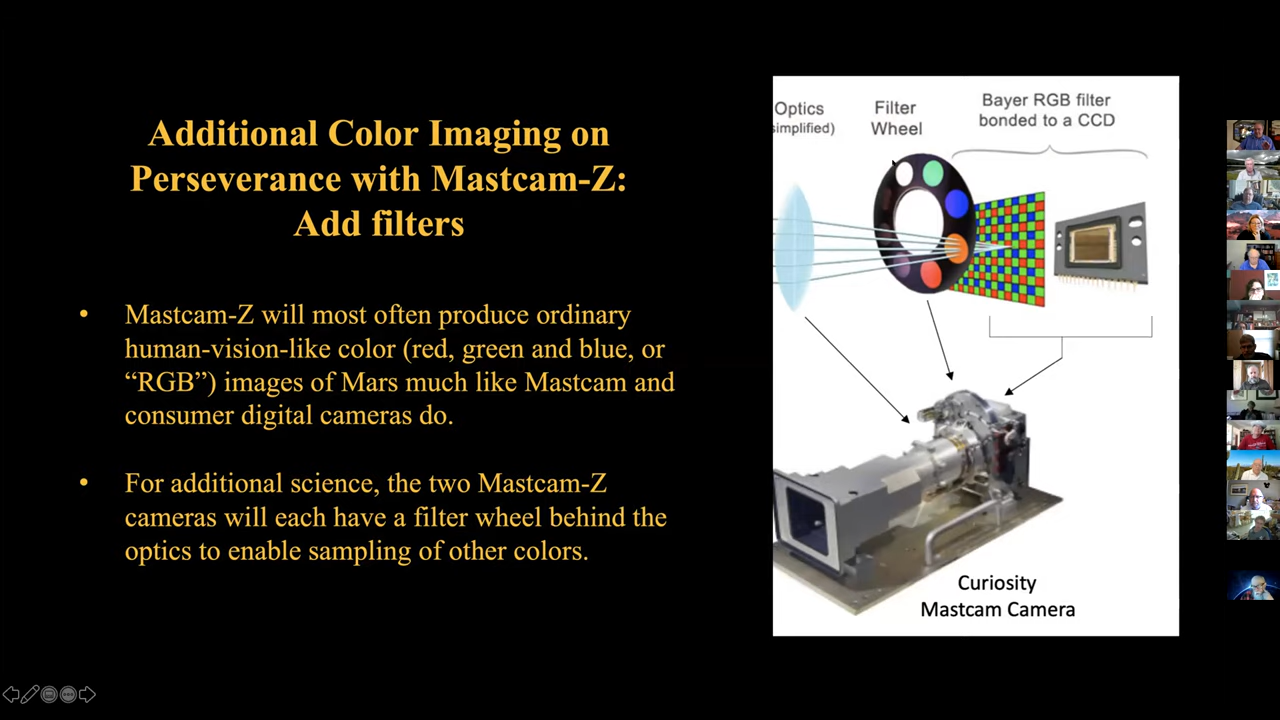 Additional Color Imaging on
Perseverance with Mastcam-Z:
Add filters
• Mastcam-Z will most often produce ordinary
human-vision-like color (red, green and blue, or
“RGB”) images of Mars much like Mastcam and
consumer digital cameras do.
• For additional science, the two Mastcam-Z
cameras will each have a filter wheel behind the
optics to enable sampling of other colors.
Optics
simplified)
Filter
Wheel
Bayer RGB filter
bonded to a CCD
Curiosity
Mastcam Camera